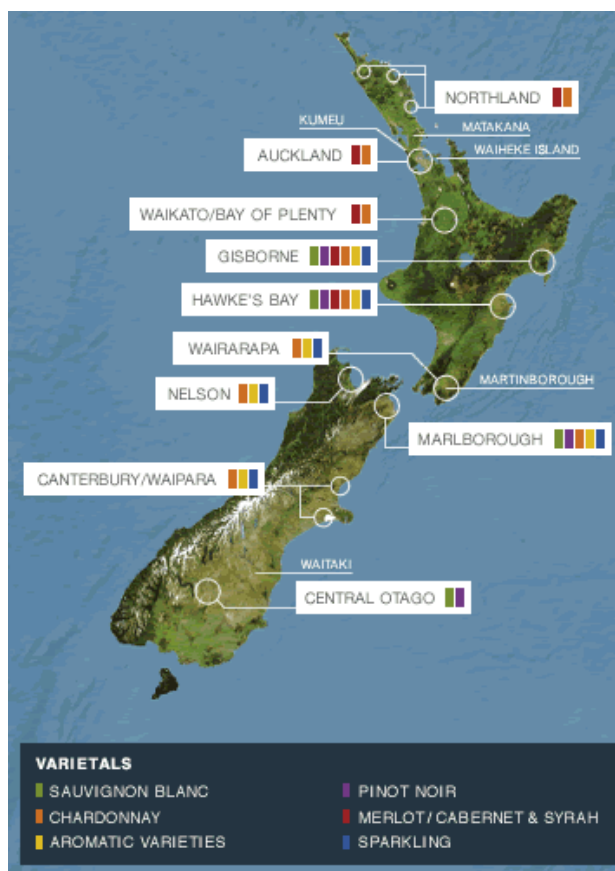 NORTHLAND
KUMEU
MATAKANA
AUCKLAND
WAIHEKE ISLAND
WAIKATO/BAY OF PLENTY
GISBORNE
HAWKE'S BAY
WAIRARAPA
MARTINBOROUGH
NELSON
MARLBOROUGH
CANTERBURY/WAIPARA
WAITAKI
CENTRAL OTAGO
VARIETALS
SAUVIGNON BLANC
CHARDONNAY
AROMATIC VARIETIES
PINOT NOIR
MERLOT/CABERNET & SYRAH
SPARKLING